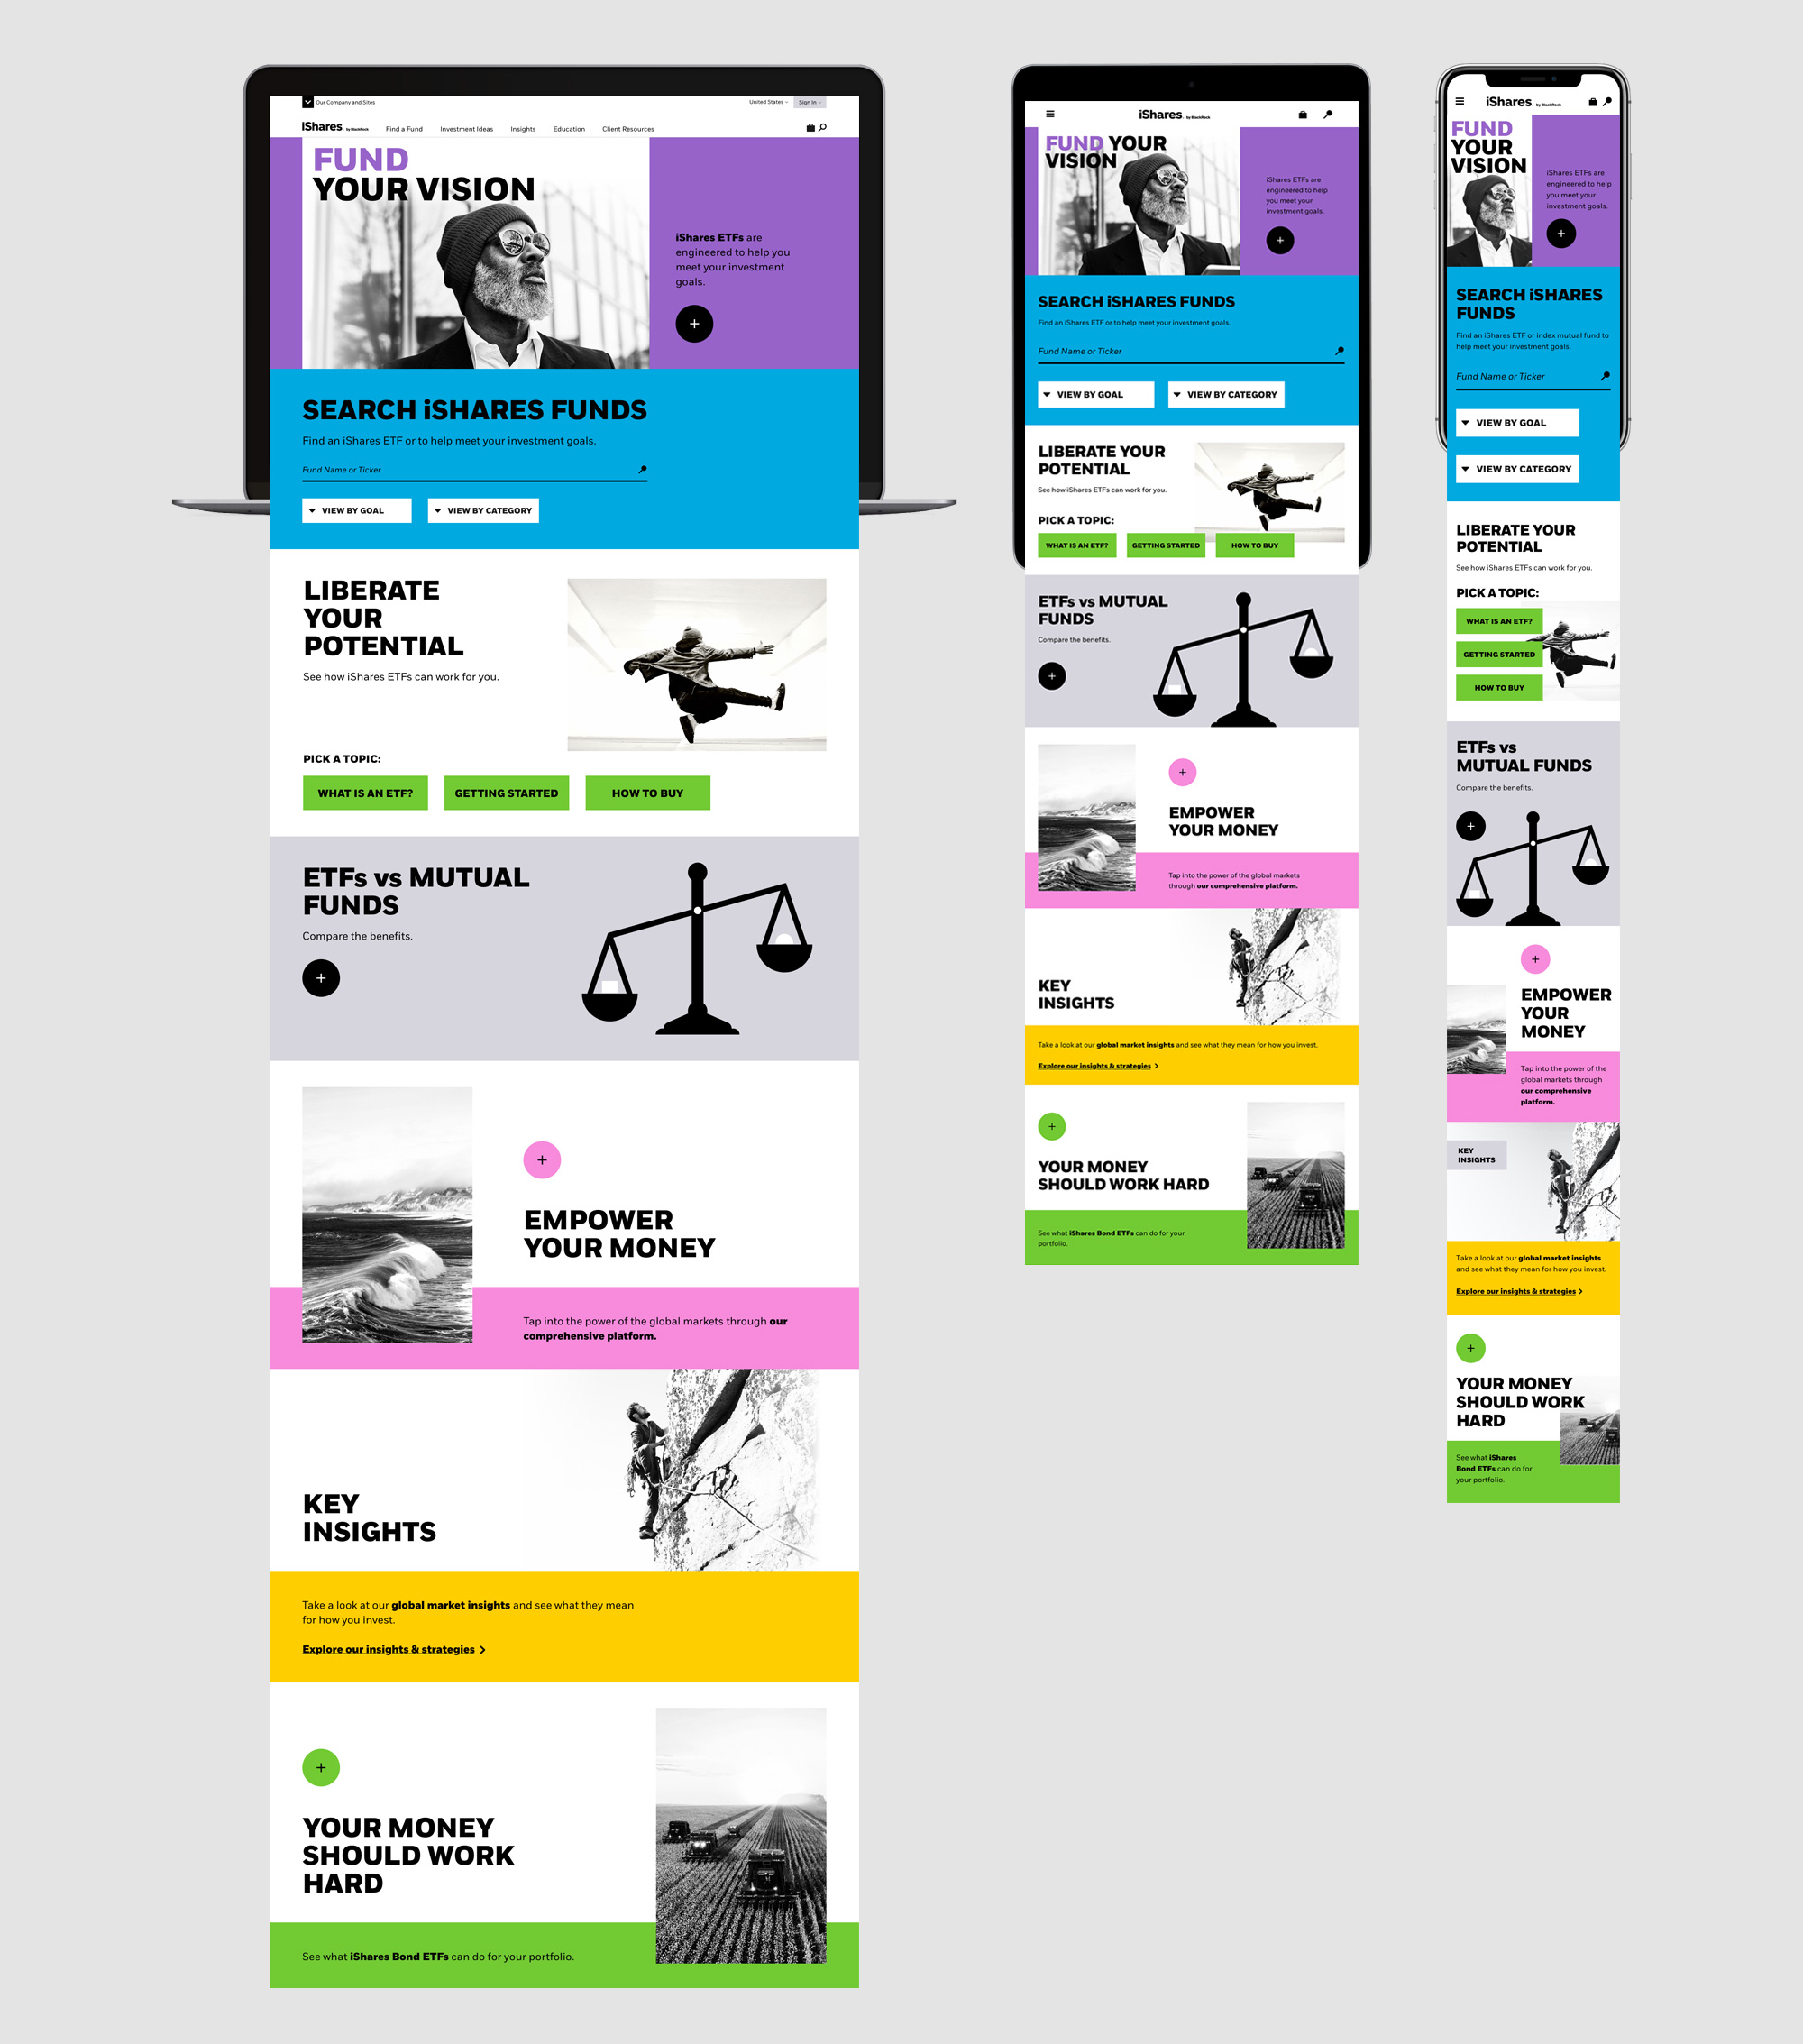 Our Company and Sites
United States
Sign In
iShares. by BlackRock
Find a Fund
Investment Ideas
Insights
Education
Client Resources
FUND
YOUR VISION
iShares ETFs are
engineered to help you
meet your investment
goals.
SEARCH iSHARES FUNDS
Find an iShares ETF or to help meet your investment goals.
Fund Name or Ticker
VIEW BY GOAL
VIEW BY CATEGORY
LIBERATE
YOUR
POTENTIAL
See how iShares ETFs can work for you.
PICK A TOPIC:
WHAT IS AN ETF?
GETTING STARTED
HOW TO BUY
ETFs vs MUTUAL
FUNDS
Compare the benefits.
EMPOWER
YOUR MONEY
Tap into the power of the global markets through our
comprehensive platform.
KEY
INSIGHTS
Take a look at our global market insights and see what they mean
for how you invest.
Explore our insights & strategies
YOUR MONEY
SHOULD WORK
HARD
See what iShares Bond ETFs can do for your portfolio.
iShares. by BlackRock
FUND YOUR
VISION
iShares ETFs are
engineered to help
you meet your
investment goals.
SEARCH iSHARES FUNDS
Find an iShares ETF or to help meet your investment goals.
Fund Name or Ticker
VIEW BY GOAL
VIEW BY CATEGORY
LIBERATE YOUR
POTENTIAL
See how iShares ETFs can work for you.
PICK A TOPIC:
WHAT IS AN ETF?
GETTING STARTED
HOW TO BUY
ETFs vs MUTUAL
FUNDS
Compare the benefits.
EMPOWER
YOUR MONEY
Tap into the power of the global markets
through our comprehensive platform.
KEY
INSIGHTS
Take a look at our global market insights and see what they mean for how you invest.
Explore our insights & strategies
YOUR MONEY
SHOULD WORK HARD
See what iShares Bond ETFs can do for your
portfolio.
iShares. by BlackRock
FUND
YOUR
VISION
iShares ETFs are
engineered to help
you meet your
investment goals.
SEARCH iSHARES
FUNDS
Find an iShares ETF or index mutual fund to
help meet your investment goals.
Fund Name or Ticker
VIEW BY GOAL
VIEW BY CATEGORY
LIBERATE YOUR
POTENTIAL
See how iShares ETFs can work for you.
PICK A TOPIC:
WHAT IS AN ETF?
GETTING STARTED
HOW TO BUY
ETFs vs
MUTUAL FUNDS
Compare the benefits.
EMPOWER
YOUR
MONEY
Tap into the power of the
global markets through
our comprehensive
platform.
KEY
INSIGHTS
Take a look at our global market insights
and see what they mean for how you invest.
Explore our insights & strategies
YOUR MONEY
SHOULD WORK
HARD
See what iShares
Bond ETFs can do for
your portfolio.